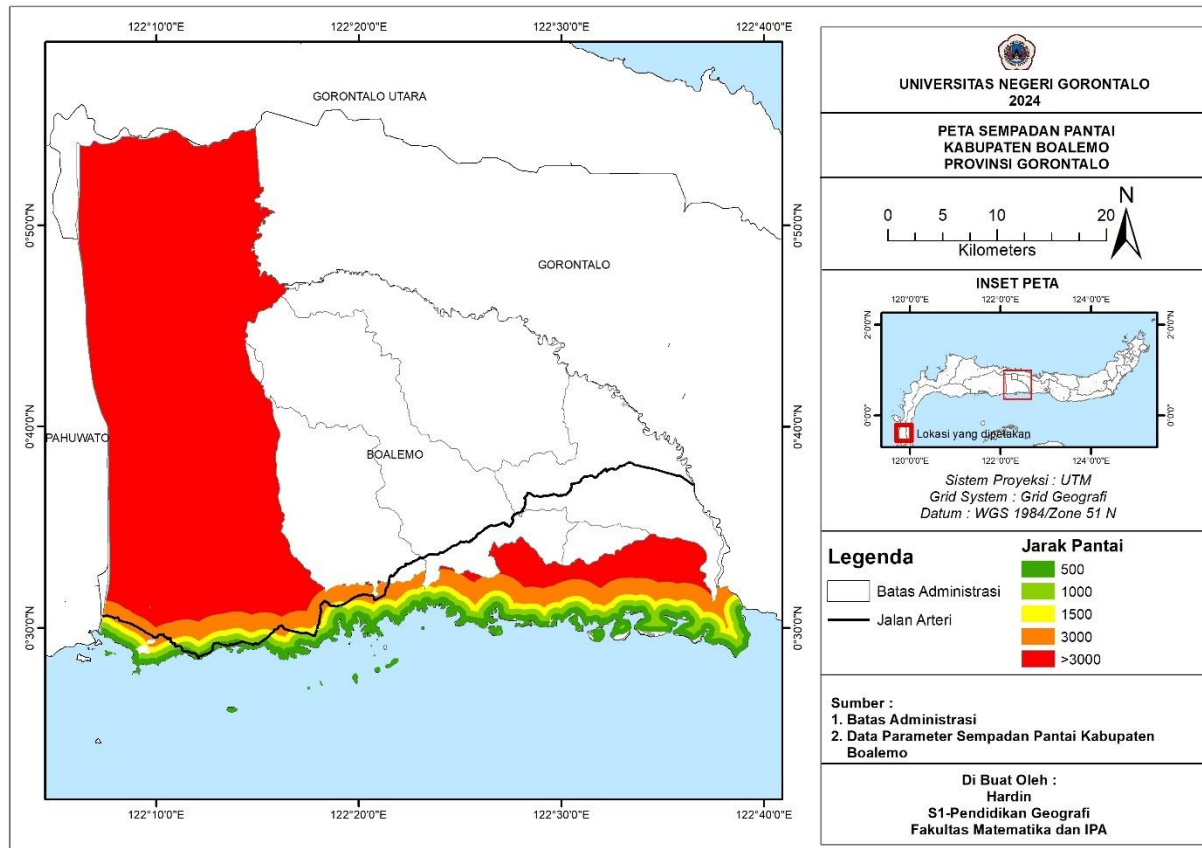 122°10'0"E 122°20'0"E 122°30'0"E 122°40'0"E
GORONTALO UTARA
0°50'0"N 0°50'0"N
GORONTALO
0°40'0"N 0°40'0"N
PAHUWATO
BOALEMO
0°30'0"N 0°30'0"N
122°10'0"E 122°20'0"E 122°30'0"E 122°40'0"E
UNIVERSITAS NEGERI GORONTALO
2024
PETA SEMPADAN PANTAI
KABUPATEN BOALEMO
PROVINSI GORONTALO
N
0 5 10 20
Kilometers
INSET PETA
120°0'0"E 122°0'0"E 124°0'0"E
2°0'0"N 2°0'0"N
0°0'0"N 0°0'0"N
Lokasi yang dipetakan
120°0'0"E 122°0'0"E 124°0'0"E
Sistem Proyeksi : UTM
Grid System : Grid Geografi
Datum : WGS 1984/Zone 51 N
Legenda
Batas Administrasi
Jalan Arteri
Jarak Pantai
500
1000
1500
3000
>3000
Sumber :
1. Batas Administrasi
2. Data Parameter Sempadan Pantai Kabupaten
Boalemo
Di Buat Oleh :
Hardin
S1-Pendidikan Geografi
Fakultas Matematika dan IPA